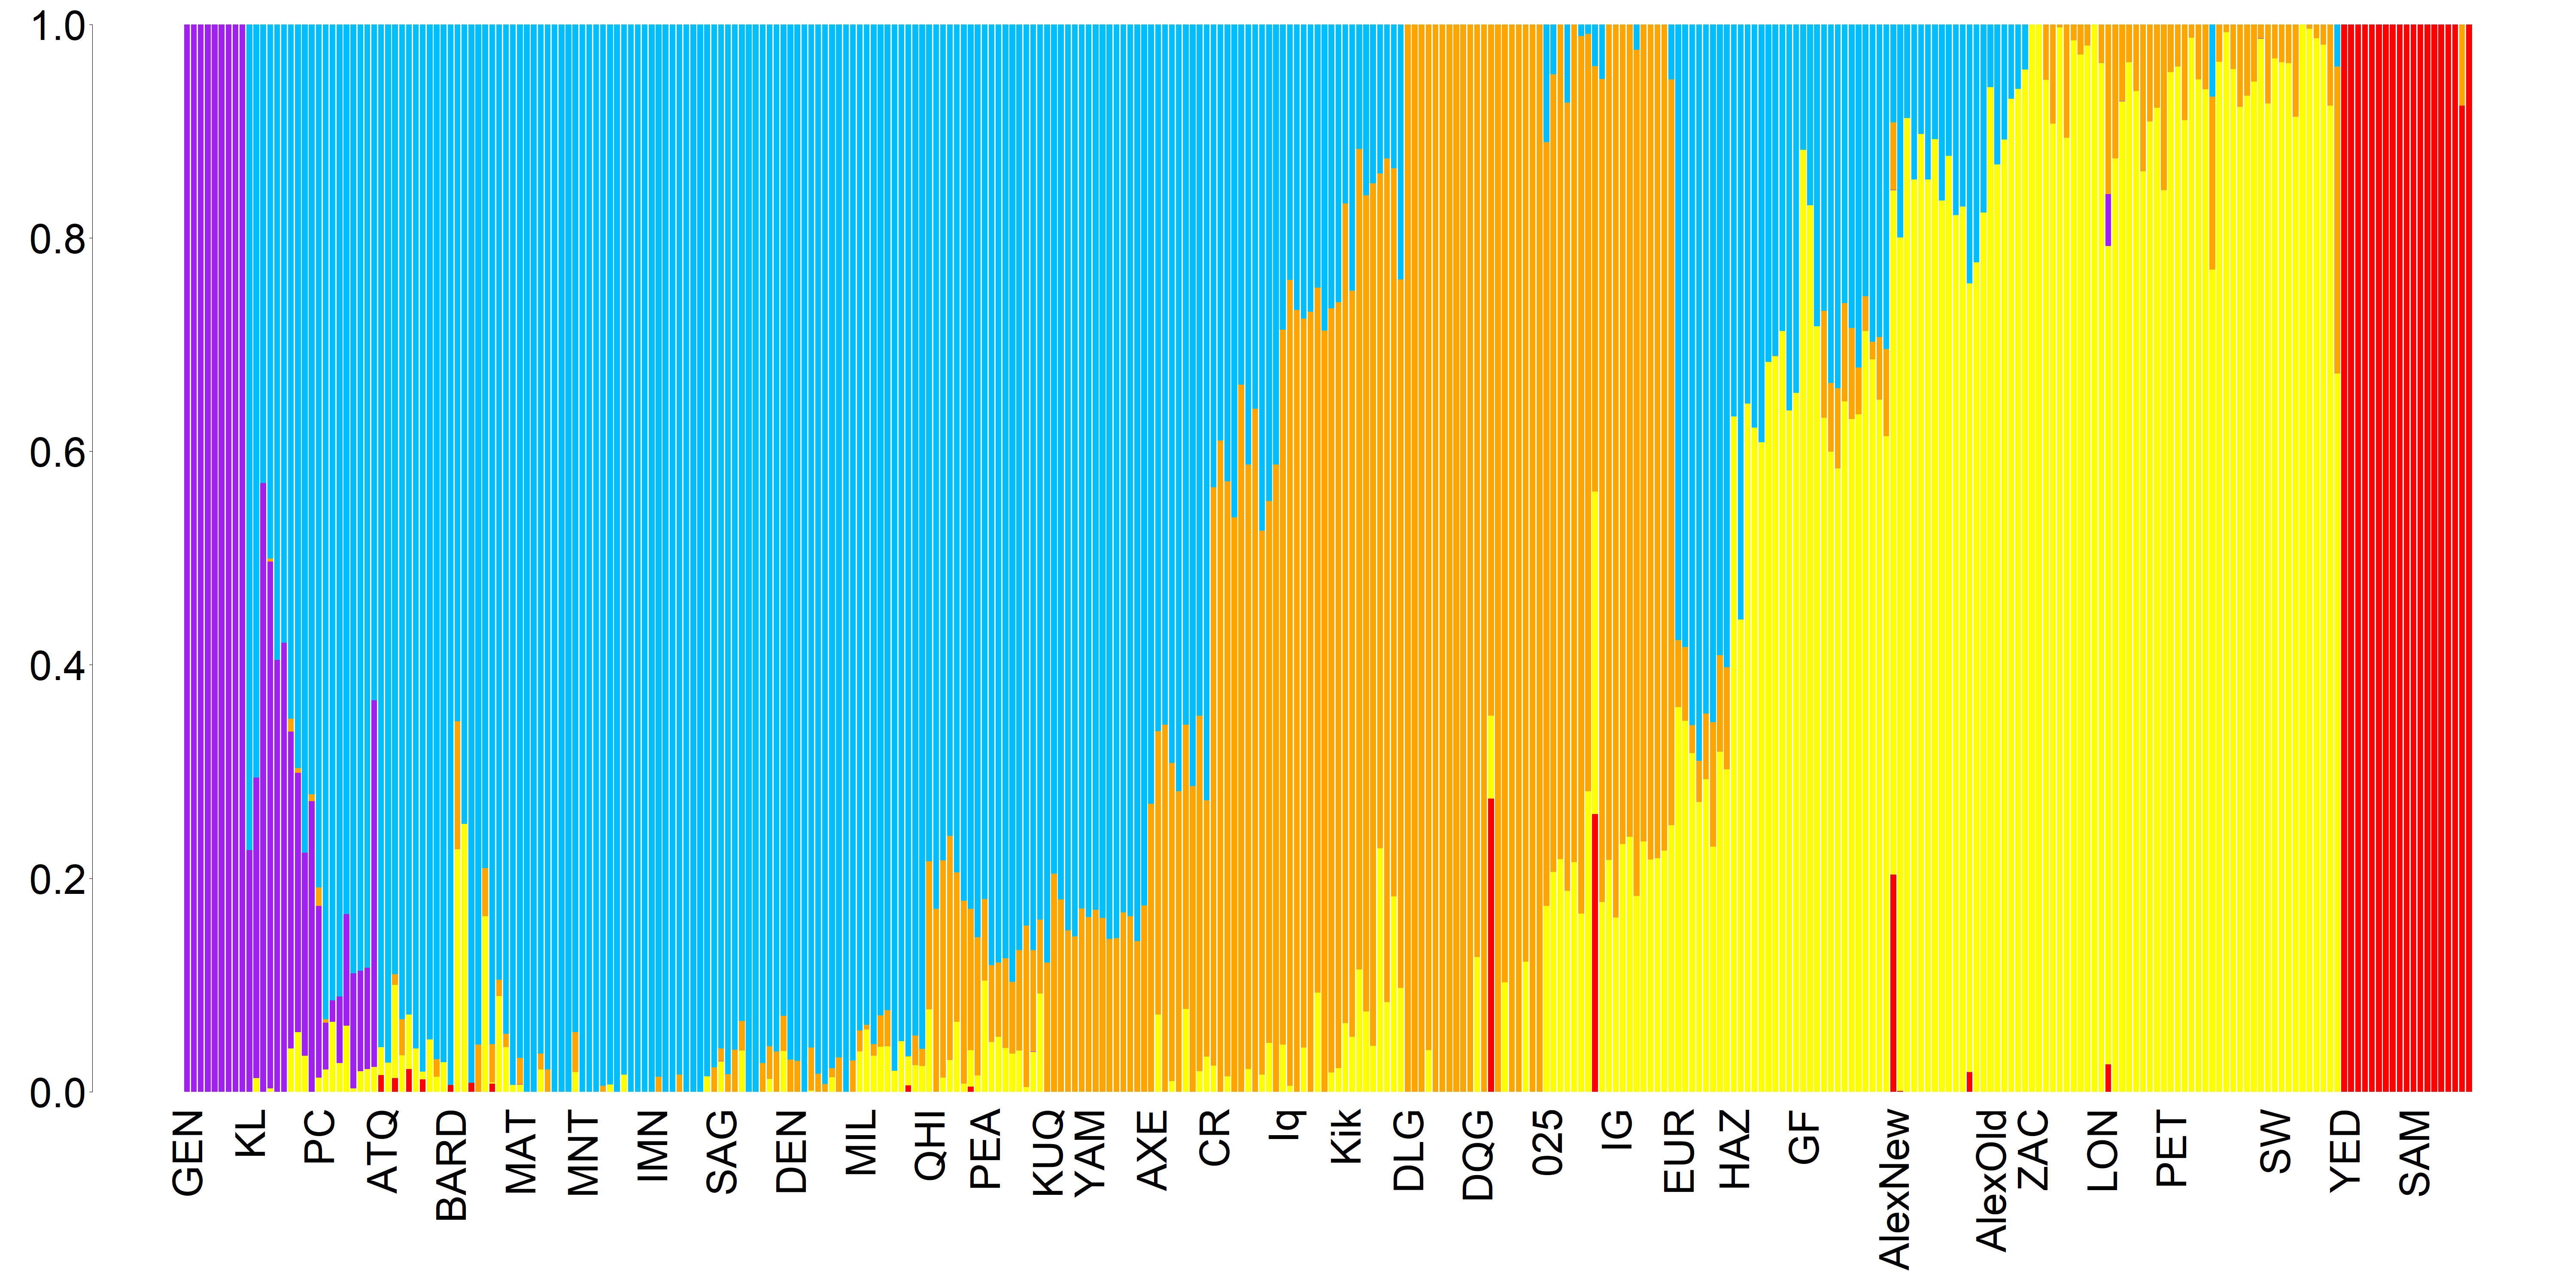 1.0
0.8
0.6
0.4
0.2
0.0
GEN
KL
PC
ATQ
BARD
MAT
MNT
IMN
SAG
DEN
MIL
QHI
PEA
KUQ
YAM
AXE
CR
Iq
Kik
DLG
DQG
025
IG
EUR
HAZ
GF
AlexNew
AlexOld
ZAC
LON
PET
SW
YED
SAM